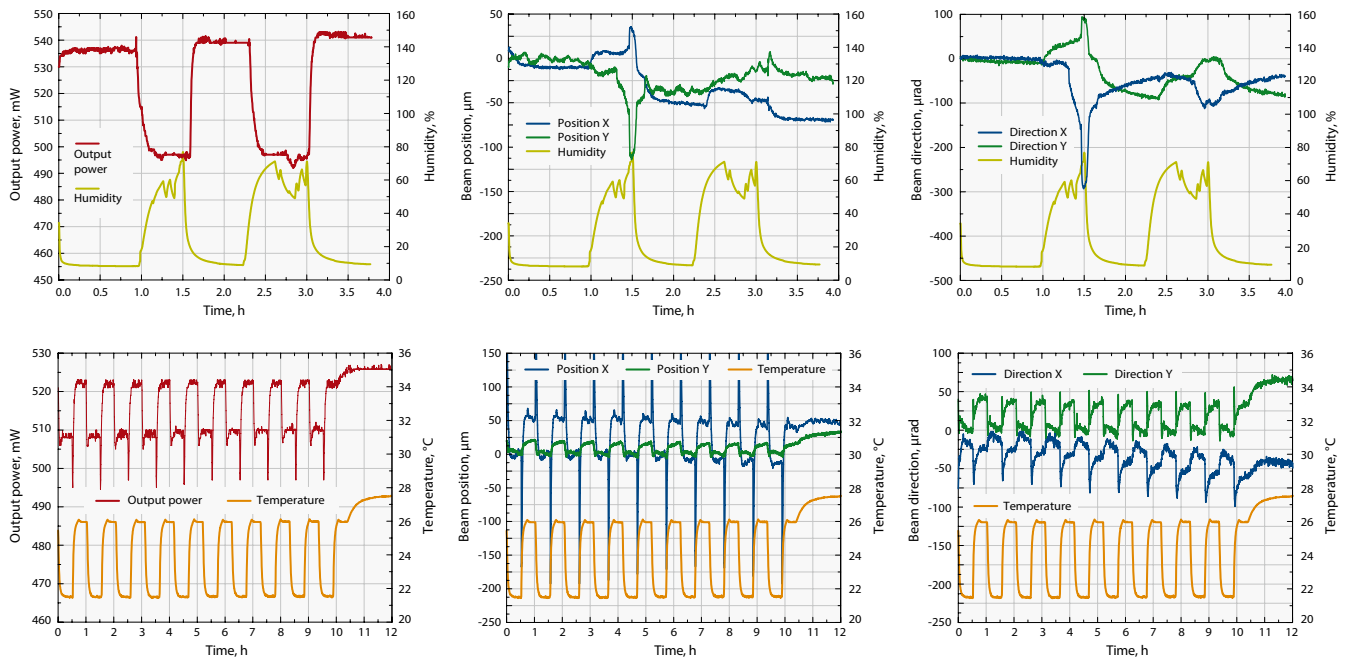 Output power, mW
550
540
530
520
510
500
490
480
470
460
450
Output
power
Humidity
160
140
120
100
80
60
40
20
0
Humidity, %
0.0 0.5 1.0 1.5 2.0 2.5 3.0 3.5 4.0
Time, h
Beam position, µm
50
0
-50
-100
-150
-200
-250
Position X
Position Y
Humidity
160
140
120
100
80
60
40
20
0
Humidity, %
0.0 0.5 1.0 1.5 2.0 2.5 3.0 3.5 4.0
Time, h
Beam direction, µrad
100
0
-100
-200
-300
-400
-500
Direction X
Direction Y
Humidity
160
140
120
100
80
60
40
20
0
Humidity, %
0.0 0.5 1.0 1.5 2.0 2.5 3.0 3.5 4.0
Time, h
Output power, mW
530
520
510
500
490
480
470
460
Output power Temperature
36
34
32
30
28
26
24
22
20
Temperature, °C
0 1 2 3 4 5 6 7 8 9 10 11 12
Time, h
Beam position, µm
150
100
50
0
-50
-100
-150
-200
-250
Position X Position Y Temperature
36
34
32
30
28
26
24
22
20
Temperature, °C
0 1 2 3 4 5 6 7 8 9 10 11 12
Time, h
Beam direction, µrad
100
50
0
-50
-100
-150
-200
-250
Direction X Direction Y
Temperature
36
34
32
30
28
26
24
22
20
Temperature, °C
0 1 2 3 4 5 6 7 8 9 10 11 12
Time, h